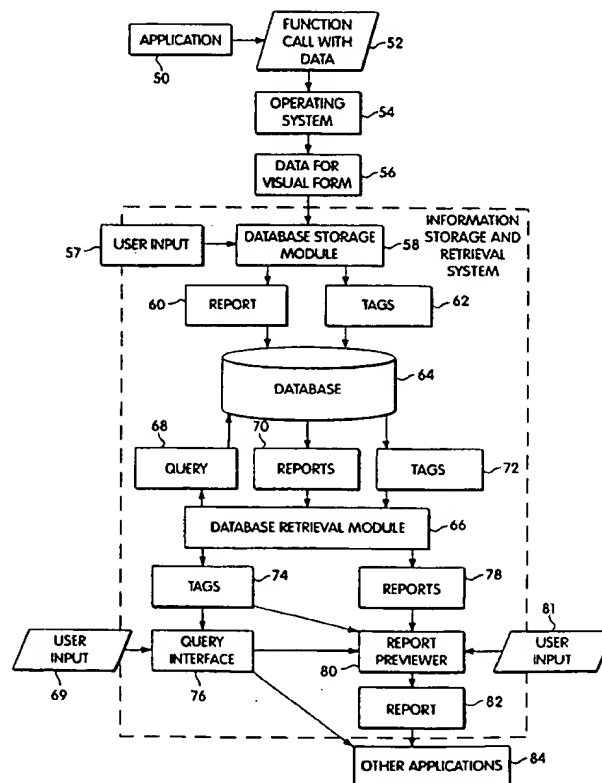 APPLICATION
50
FUNCTION
CALL WITH
DATA
52
OPERATING
SYSTEM
54
DATA FOR
VISUAL FORM
56
INFORMATION
STORAGE AND
RETRIEVAL
SYSTEM
57
USER INPUT
DATABASE STORAGE
MODULE
58
60
REPORT
TAGS
62
DATABASE
64
68
QUERY
70
REPORTS
TAGS
72
DATABASE RETRIEVAL MODULE
66
TAGS
74
REPORTS
78
USER
INPUT
69
QUERY
INTERFACE
76
REPORT
PREVIEWER
80
81
USER
INPUT
REPORT
82
OTHER APPLICATIONS
84